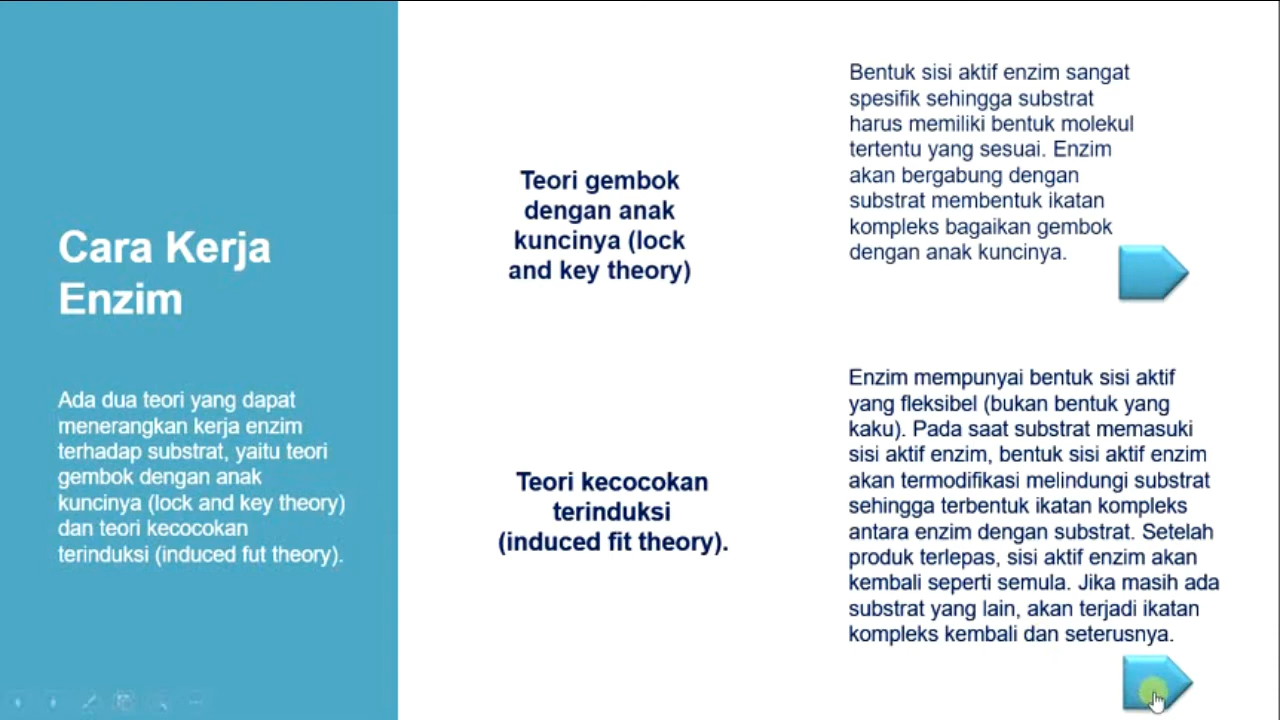 Cara Kerja
Enzim
Ada dua teori yang dapat
menerangkan kerja enzim
terhadap substrat, yaitu teori
gembok dengan anak
kuncinya (lock and key theory)
dan teori kecocokan
terinduksi (induced fut theory).
Teori gembok
dengan anak
kuncinya (lock
and key theory)
Bentuk sisi aktif enzim sangat
spesifik sehingga substrat
harus memiliki bentuk molekul
tertentu yang sesuai. Enzim
akan bergabung dengan
substrat membentuk ikatan
kompleks bagaikan gembok
dengan anak kuncinya.
Teori kecocokan
terinduksi
(induced fit theory).
Enzim mempunyai bentuk sisi aktif
yang fleksibel (bukan bentuk yang
kaku). Pada saat substrat memasuki
sisi aktif enzim, bentuk sisi aktif enzim
akan termodifikasi melindungi substrat
sehingga terbentuk ikatan kompleks
antara enzim dengan substrat. Setelah
produk terlepas, sisi aktif enzim akan
kembali seperti semula. Jika masih ada
substrat yang lain, akan terjadi ikatan
kompleks kembali dan seterusnya.